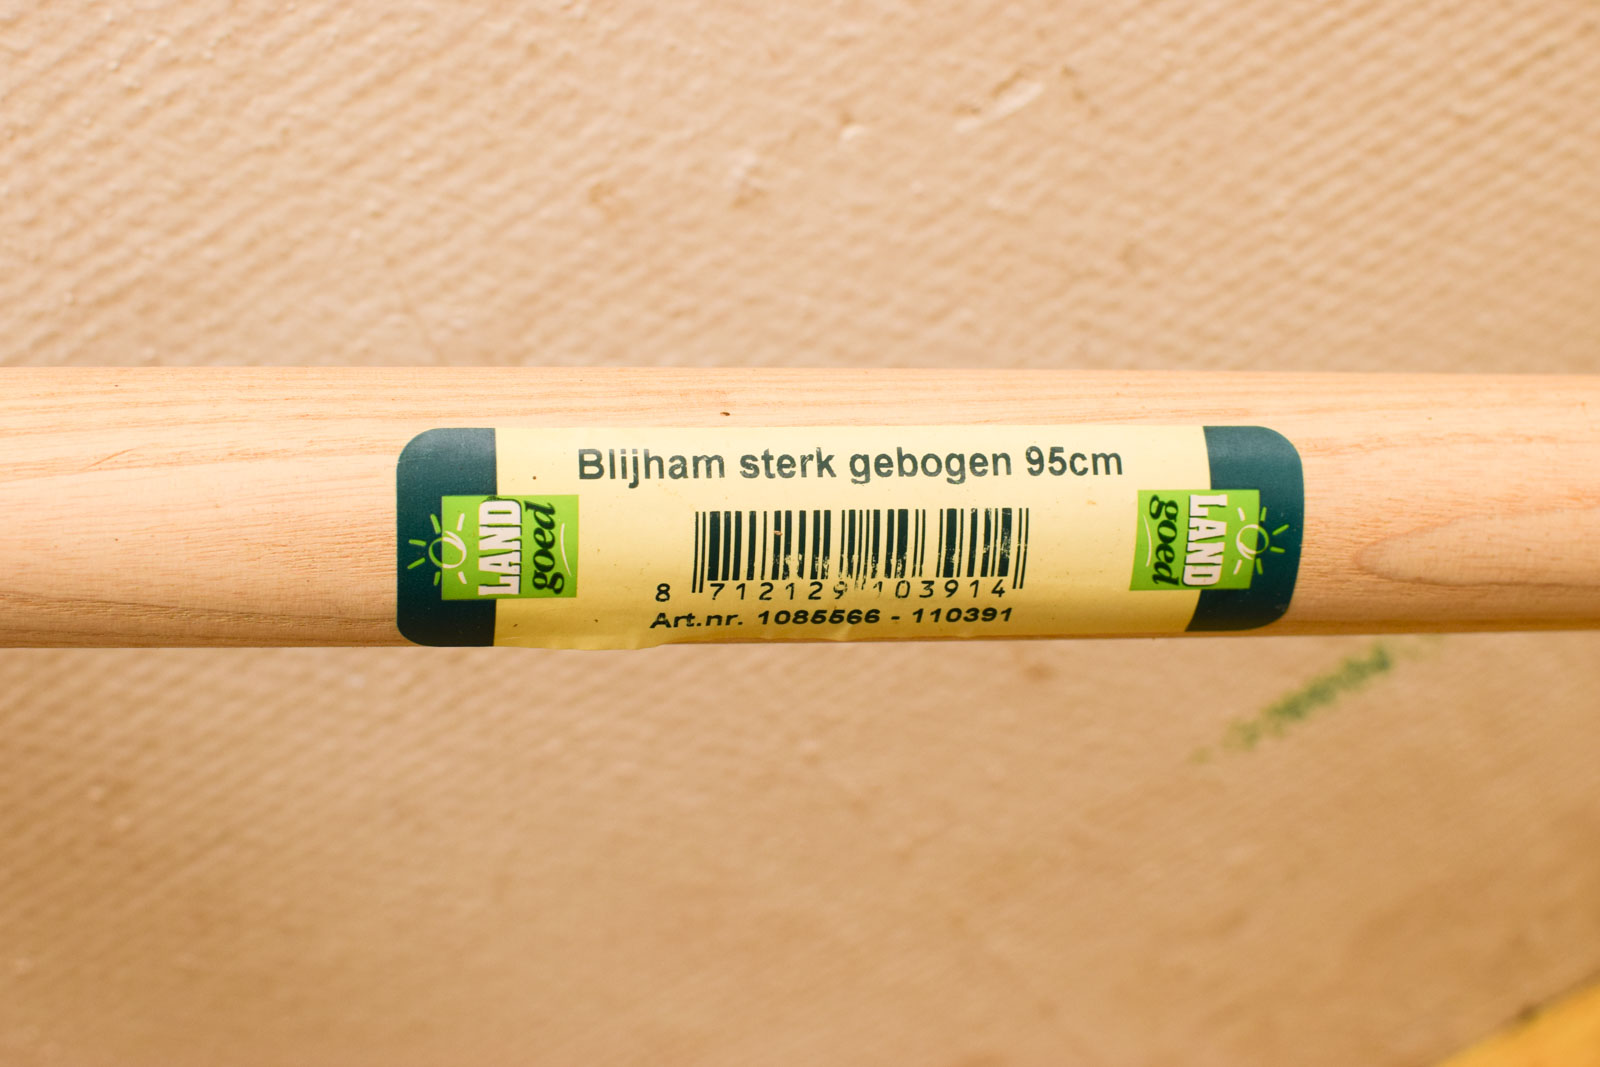 Blijham sterk gebogen 95cm
LAND
goed
8 712129 103914
Art.nr. 1085566 - 110391
LAND
goed